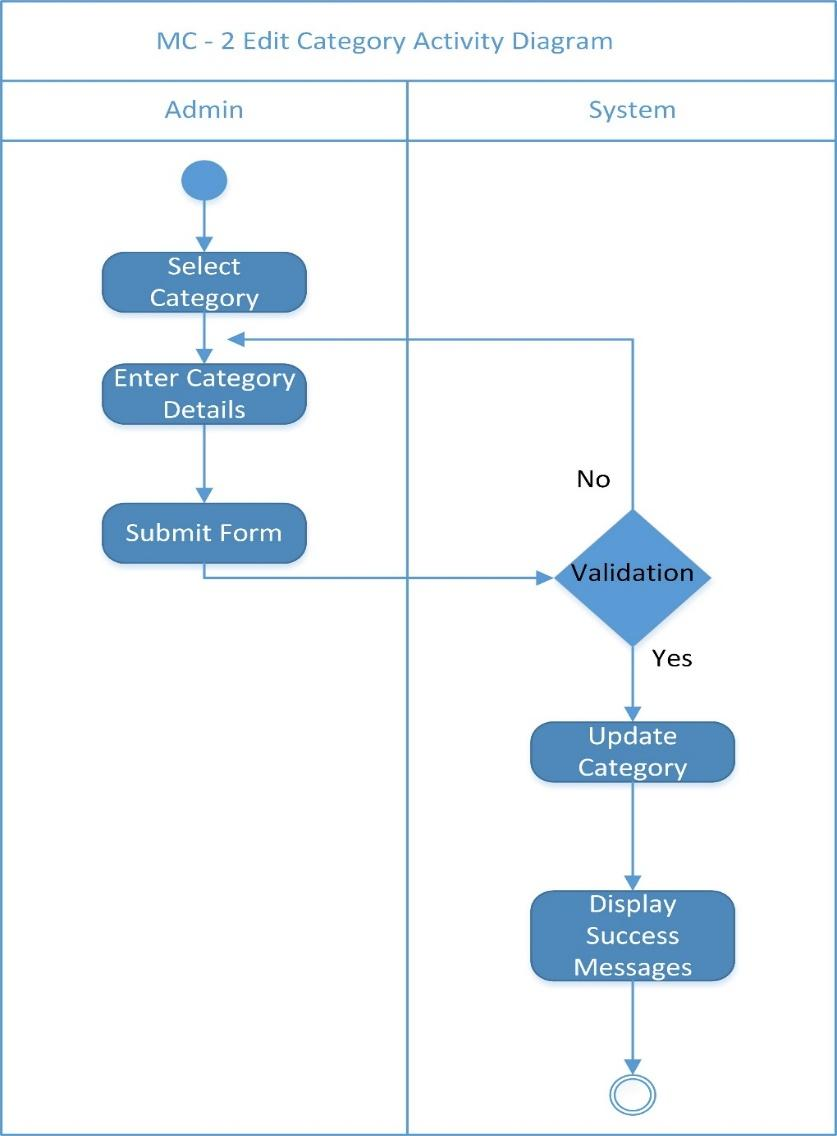 MC - 2 Edit Category Activity Diagram
Admin
System
Select
Category
Enter Category
Details
Submit Form
No
Validation
Yes
Update
Category
Display
Success
Messages